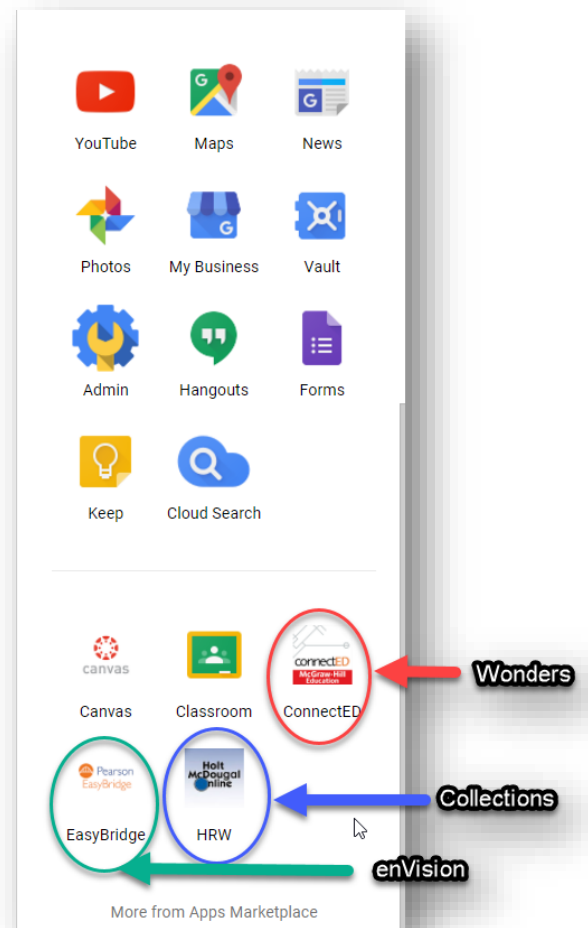 G
G
YouTube Maps News
G
Photos My Business Vault
Admin Hangouts Forms
Keep Cloud Search
canvas
connectED
McGraw-Hill
Education
Wonders
Canvas Classroom ConnectED
Pearson
EasyBridge
Holt
McDougal
Online
Collections
EasyBridge HRW
enVision
More from Apps Marketplace